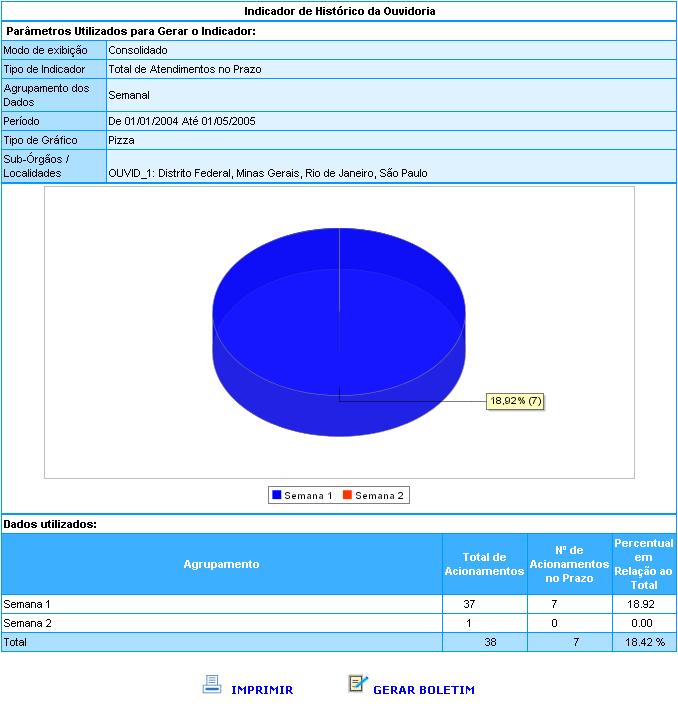 Indicador de Histórico da Ouvidoria
Parâmetros Utilizados para Gerar o Indicador:
Modo de exibição Consolidado
Tipo de Indicador Total de Atendimentos no Prazo
Agrupamento dos
Dados
Semanal
Período De 01/01/2004 Até 01/05/2005
Tipo de Gráfico Pizza
Sub-Órgãos /
Localidades OUVID_1: Distrito Federal, Minas Gerais, Rio de Janeiro, São Paulo
18,92% (7)
Semana 1 Semana 2
Dados utilizados:
Agrupamento
Total de
Acionamentos
Nº de
Acionamentos
no Prazo
Percentual
em
Relação ao
Total
Semana 1 37 7 18.92
Semana 2 1 0 0.00
Total 38 7 18.42 %
IMPRIMIR GERAR BOLETIM